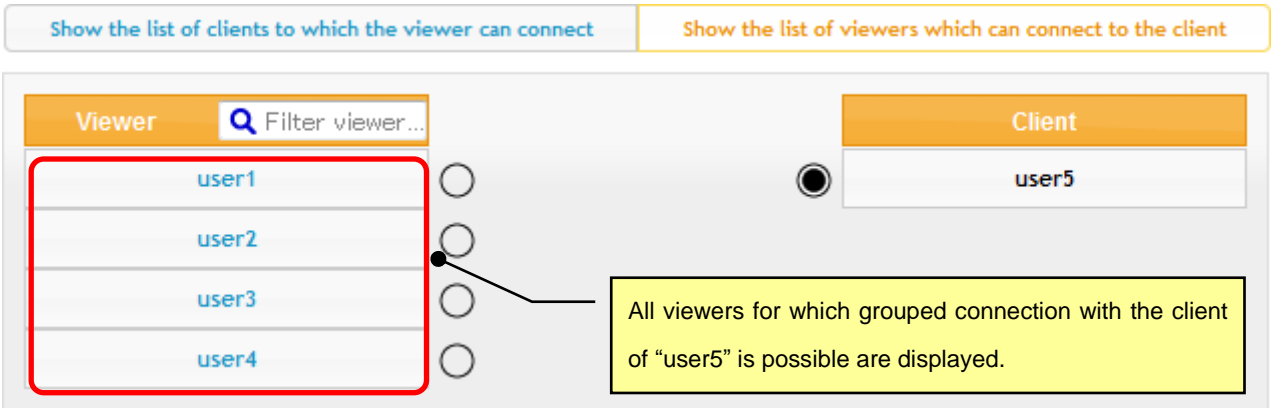 Show the list of clients to which the viewer can connect
Show the list of viewers which can connect to the client
Viewer
Filter viewer...
Client
user1
user5
user2
user3
user4
All viewers for which grouped connection with the client
of “user5” is possible are displayed.